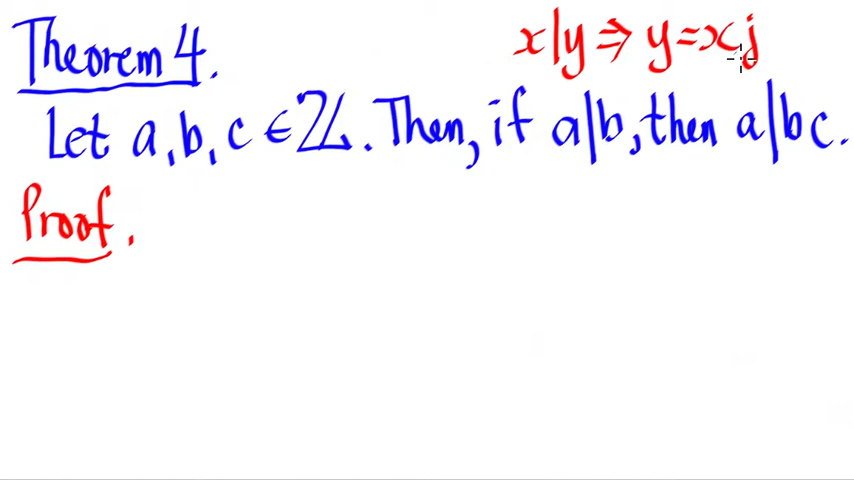 Theorem 4.
x|y ⇒ y=xj
Let a, b, c ∈ ℤ. Then, if a|b, then a|bc.
Proof.